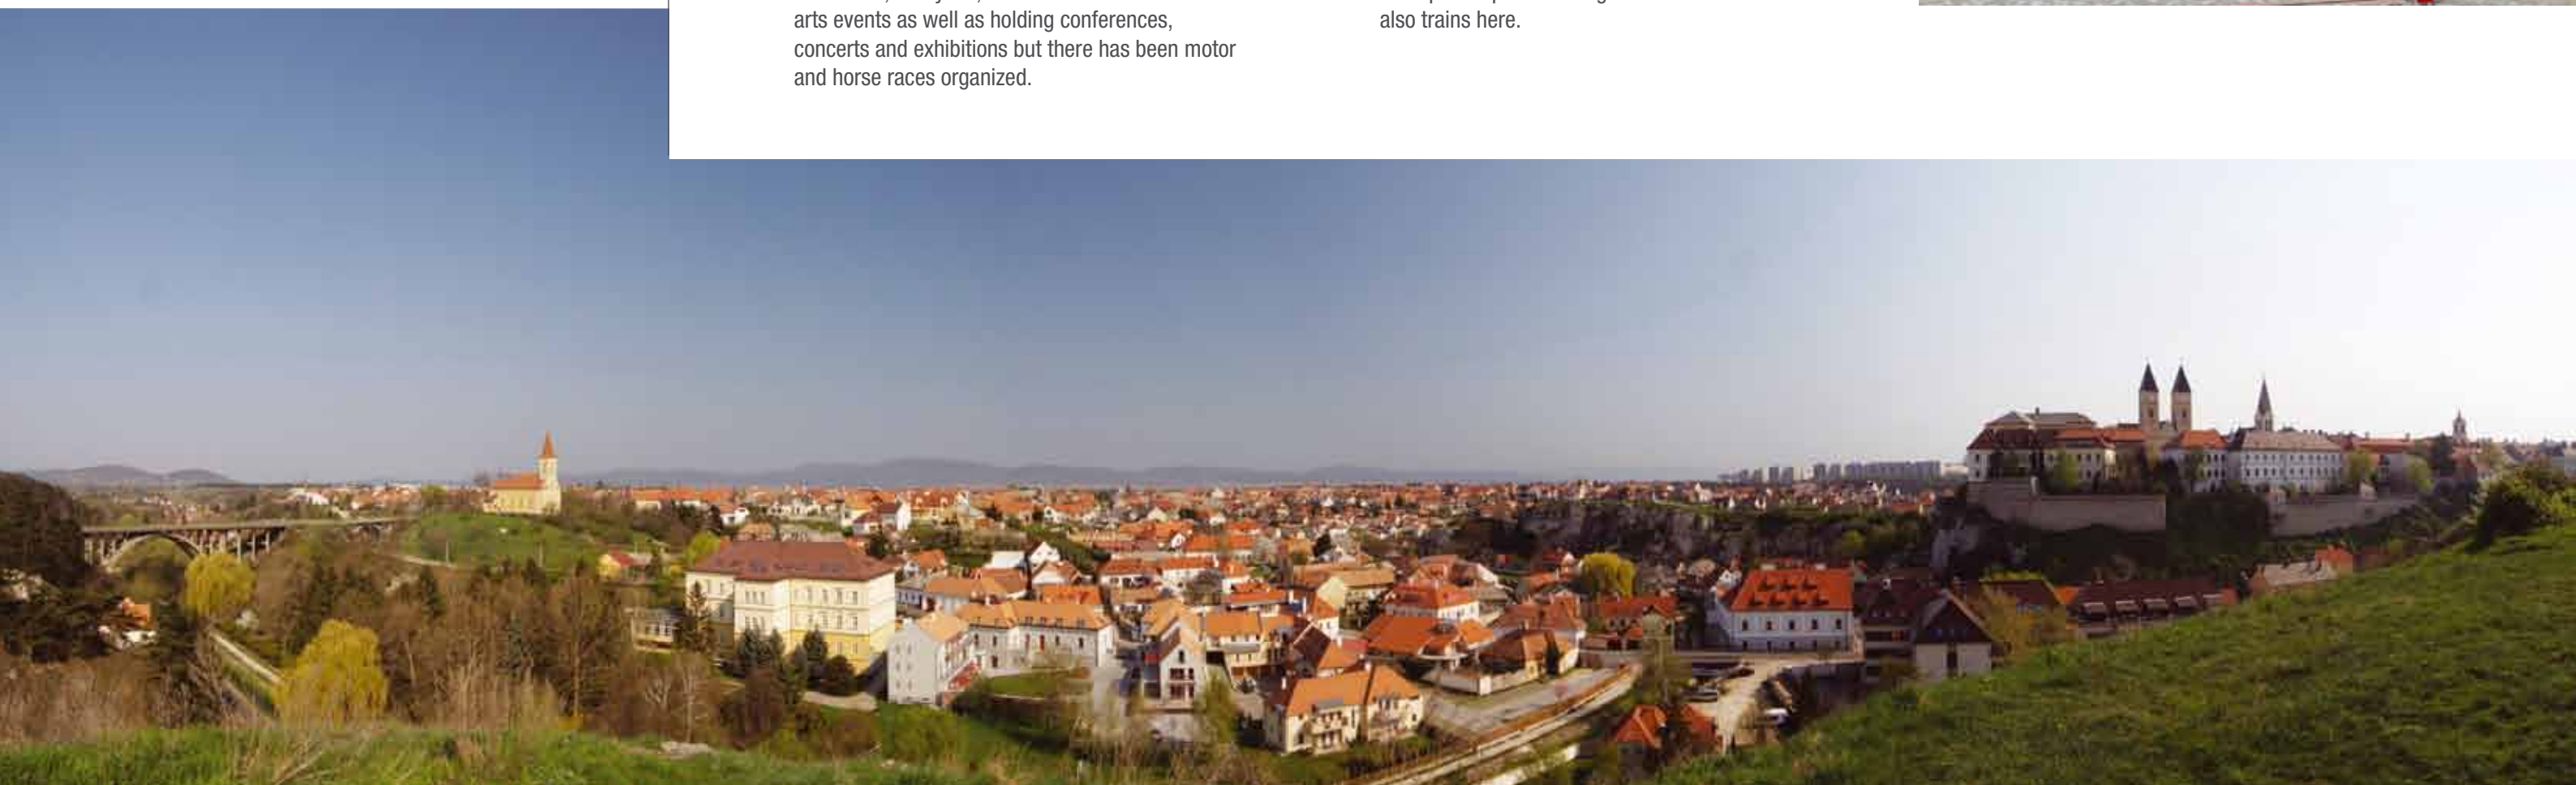 arts events as well as holding conferences,
concerts and exhibitions but there has been motor
and horse races organized.
also trains here.